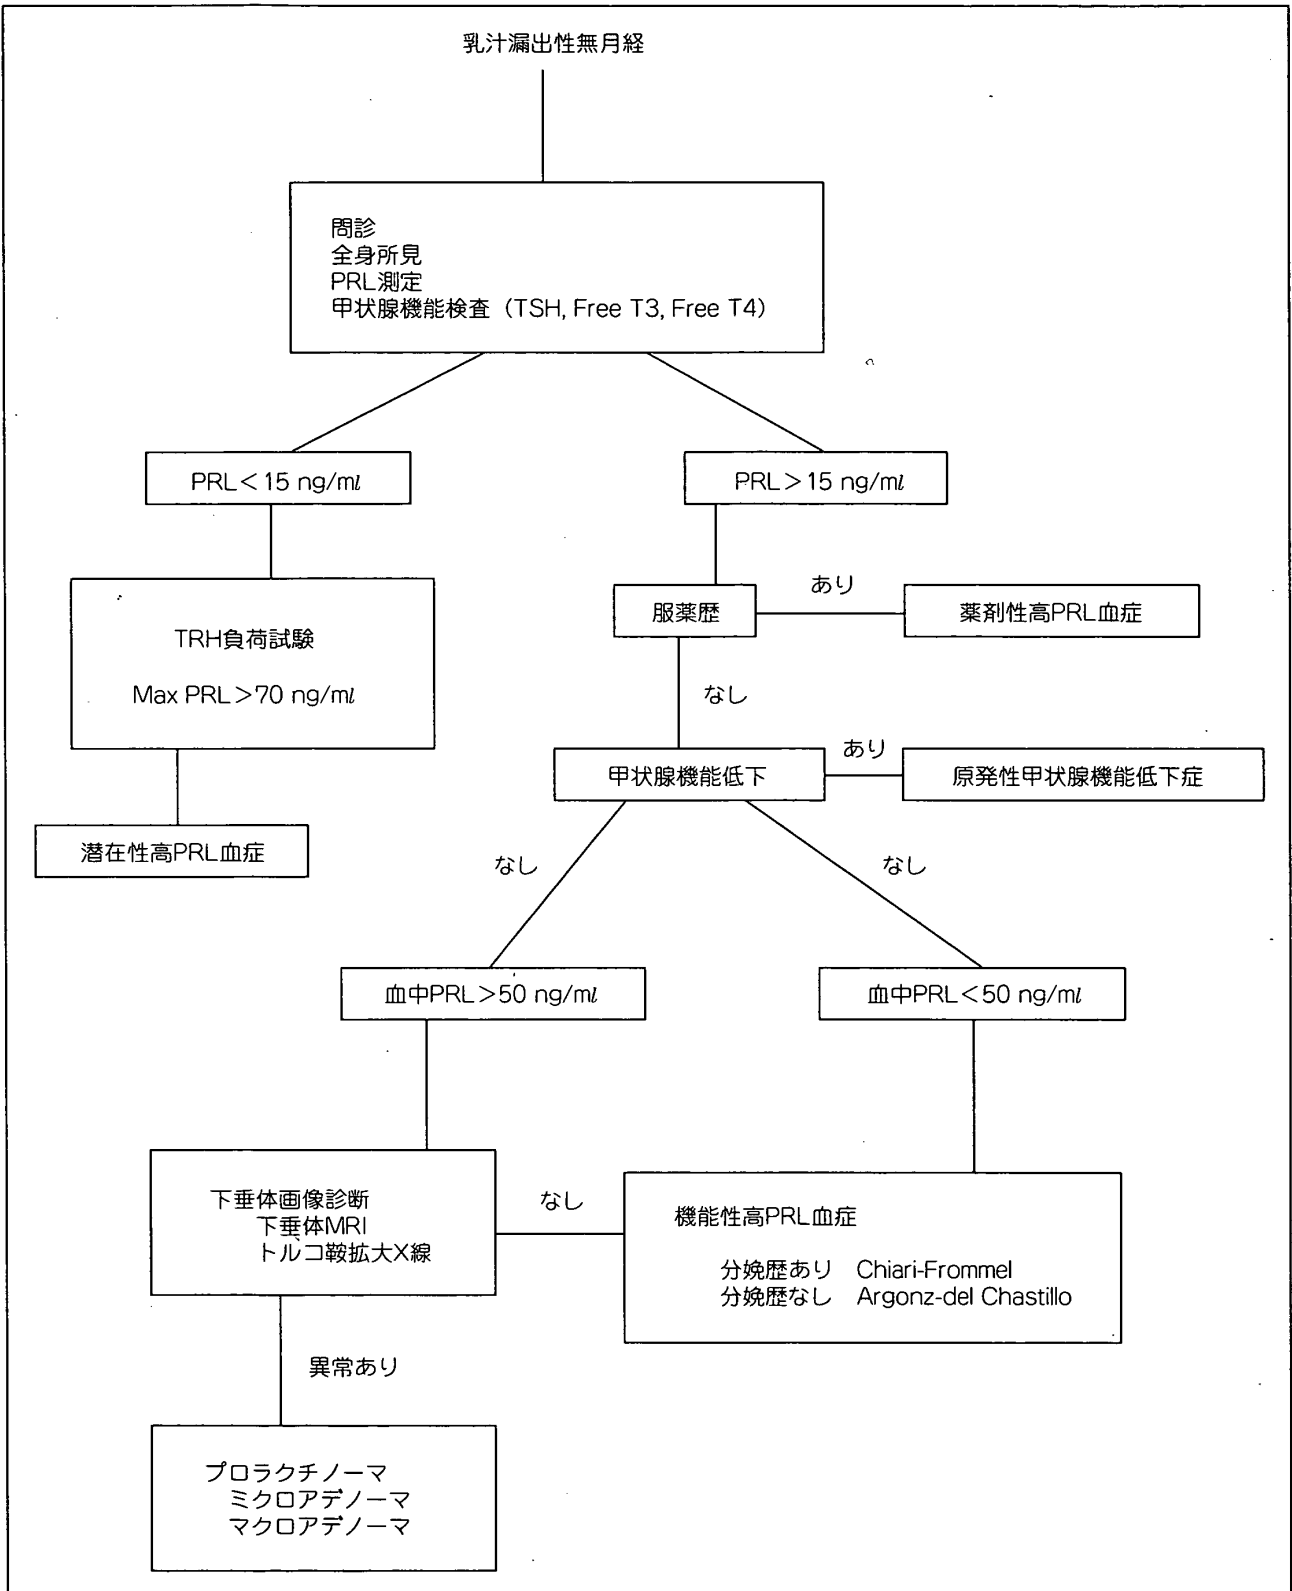 乳汁漏出性無月経
問診
全身所見
PRL測定
甲状腺機能検査（TSH, Free T3, Free T4）
PRL＜15 ng/ml
PRL＞15 ng/ml
TRH負荷試験
Max PRL＞70 ng/ml
服薬歴
あり
薬剤性高PRL血症
なし
甲状腺機能低下
あり
原発性甲状腺機能低下症
潜在性高PRL血症
なし
なし
血中PRL＞50 ng/ml
血中PRL＜50 ng/ml
下垂体画像診断
下垂体MRI
トルコ鞍拡大X線
なし
機能性高PRL血症
分娩歴あり　Chiari-Frommel
分娩歴なし　Argonz-del Chastillo
異常あり
プロラクチノーマ
ミクロアデノーマ
マクロアデノーマ